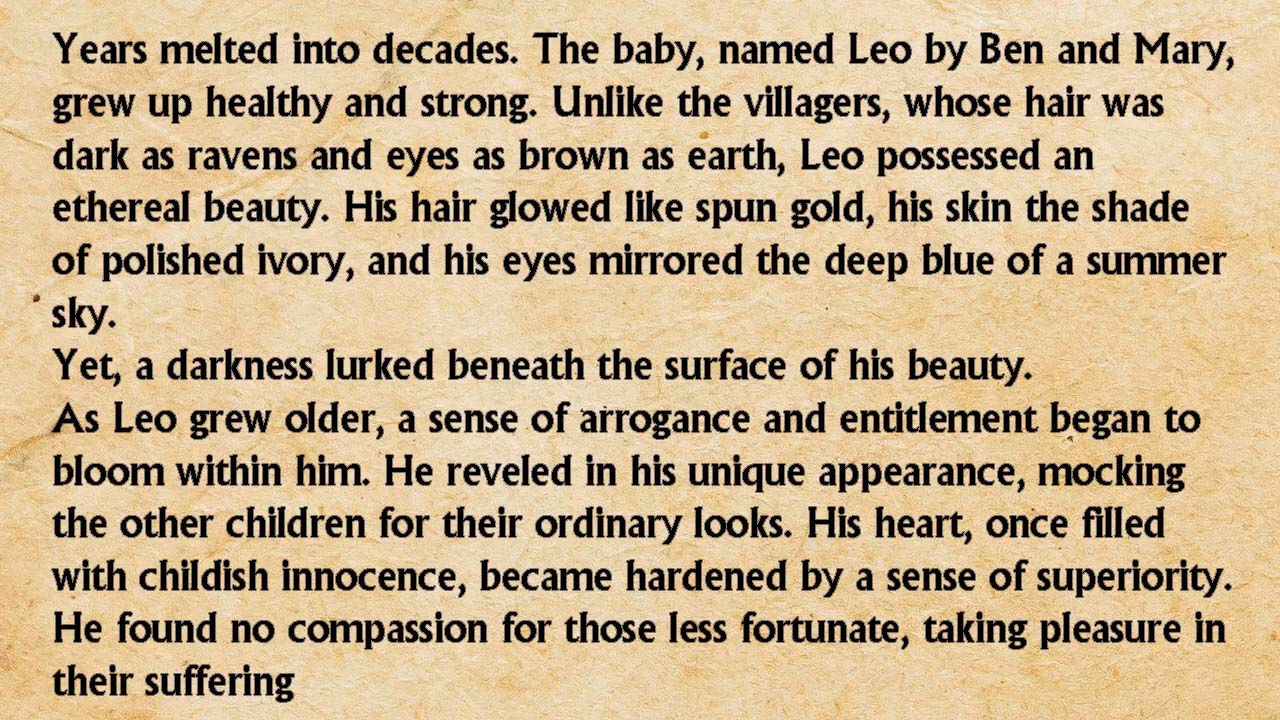 Years melted into decades. The baby, named Leo by Ben and Mary,
grew up healthy and strong. Unlike the villagers, whose hair was
dark as ravens and eyes as brown as earth, Leo possessed an
ethereal beauty. His hair glowed like spun gold, his skin the shade
of polished ivory, and his eyes mirrored the deep blue of a summer
sky.
Yet, a darkness lurked beneath the surface of his beauty.
As Leo grew older, a sense of arrogance and entitlement began to
bloom within him. He reveled in his unique appearance, mocking
the other children for their ordinary looks. His heart, once filled
with childish innocence, became hardened by a sense of superiority.
He found no compassion for those less fortunate, taking pleasure in
their suffering